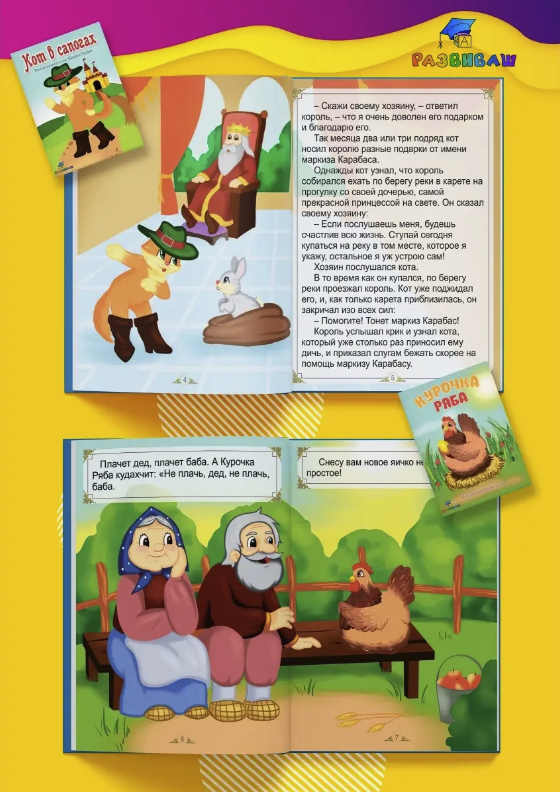 Кот в сапогах
РАЗВИВАШ
– Скажи своему хозяину, – ответил
король, – что я очень доволен его подарком
и благодарю его.
Так месяца два или три подряд кот
носил королю разные подарки от имени
маркиза Карабаса.
Однажды кот узнал, что король
собирался ехать по берегу реки в карете на
прогулку со своей дочерью, самой
прекрасной принцессой на свете. Он сказал
своему хозяину:
– Если послушаешь меня, будешь
счастлив всю жизнь. Ступай сегодня
купаться на реку в том месте, которое я
укажу, остальное я уж устрою сам!
Хозяин послушался кота.
В то время как он купался, по берегу
реки проезжал король. Кот уже поджидал
его, и, как только карета приблизилась, он
закричал изо всех сил:
– Помогите! Тонет маркиз Карабас!
Король услышал крик и узнал кота,
который уже столько раз приносил ему
дичь, и приказал слугам бежать скорее на
помощь маркизу Карабасу.
4
5
КУРОЧКА
РЯБА
Плачет дед, плачет баба. А Курочка
Ряба кудахчит: «Не плачь, дед, не плачь,
баба.
Снесу вам новое яичко не
простое!
6
7